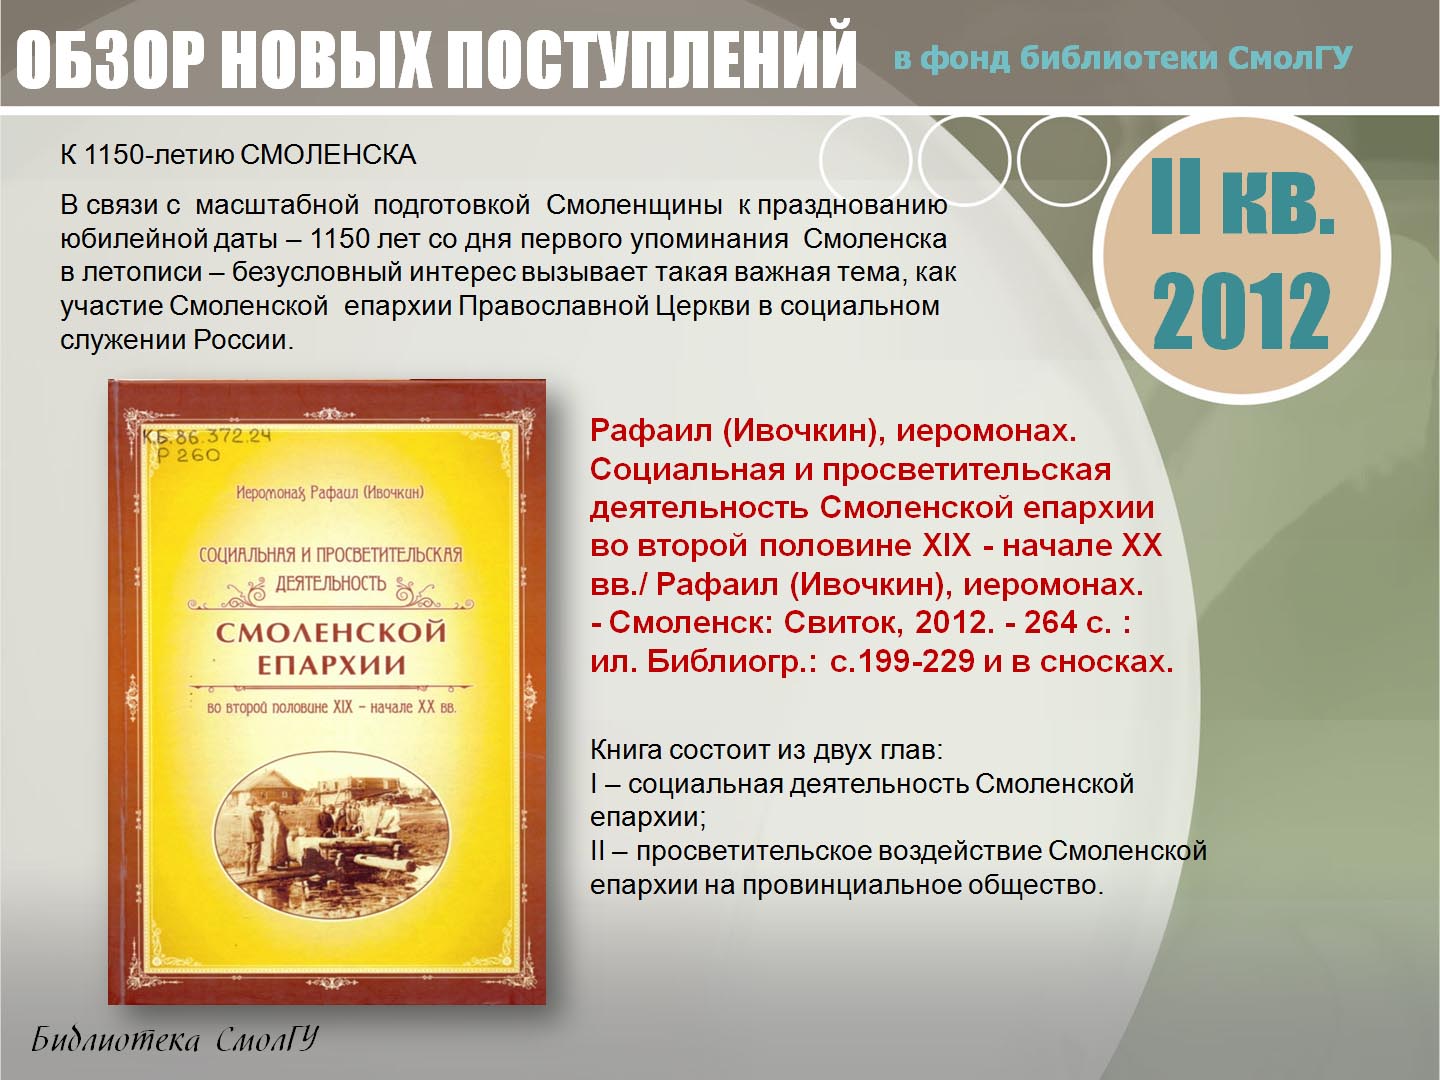 ОБЗОР НОВЫХ ПОСТУПЛЕНИЙ
в фонд библиотеки СмолГУ
II кв.
2012
К 1150-летию СМОЛЕНСКА
В связи с масштабной подготовкой Смоленщины к празднованию
юбилейной даты – 1150 лет со дня первого упоминания Смоленска
в летописи – безусловный интерес вызывает такая важная тема, как
участие Смоленской епархии Православной Церкви в социальном
служении России.
К.Б. 86.372.24
Р 260
Иеромонах Рафаил (Ивочкин)
СОЦИАЛЬНАЯ И ПРОСВЕТИТЕЛЬСКАЯ
ДЕЯТЕЛЬНОСТЬ
СМОЛЕНСКОЙ
ЕПАРХИИ
во второй половине XIX – начале XX вв.
Рафаил (Ивочкин), иеромонах.
Социальная и просветительская
деятельность Смоленской епархии
во второй половине XIX - начале XX
вв./ Рафаил (Ивочкин), иеромонах.
- Смоленск: Свиток, 2012. - 264 с. :
ил. Библиогр.: с.199-229 и в сносках.
Книга состоит из двух глав:
I – социальная деятельность Смоленской
епархии;
II – просветительское воздействие Смоленской
епархии на провинциальное общество.
Библиотека СмолГУ